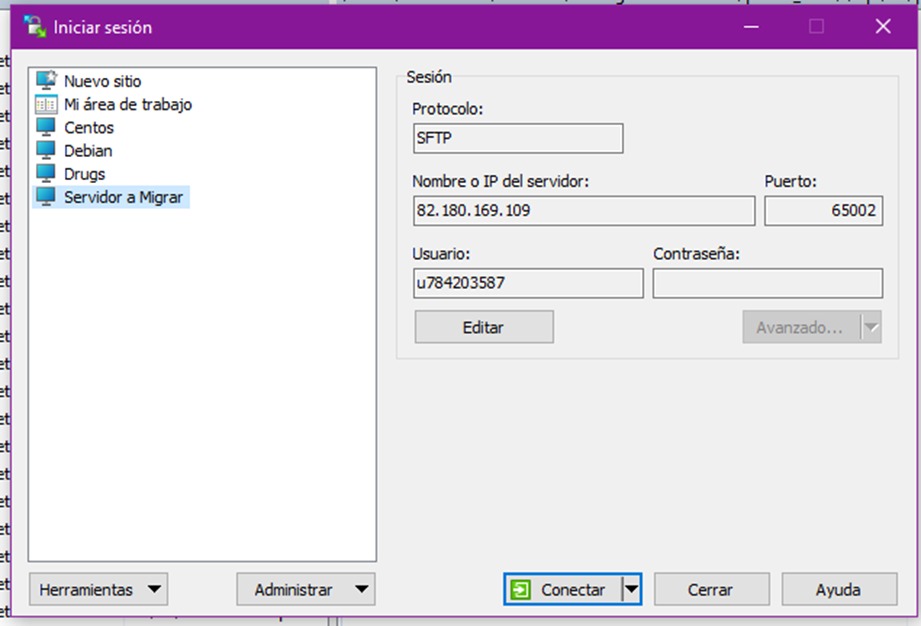 Iniciar sesión
Nuevo sitio
Mi área de trabajo
Centos
Debian
Drugs
Servidor a Migrar
Sesión
Protocolo:
SFTP
Nombre o IP del servidor:
Puerto:
82.180.169.109
65002
Usuario:
Contraseña:
u784203587
Editar
Avanzado...
Herramientas
Administrar
Conectar
Cerrar
Ayuda